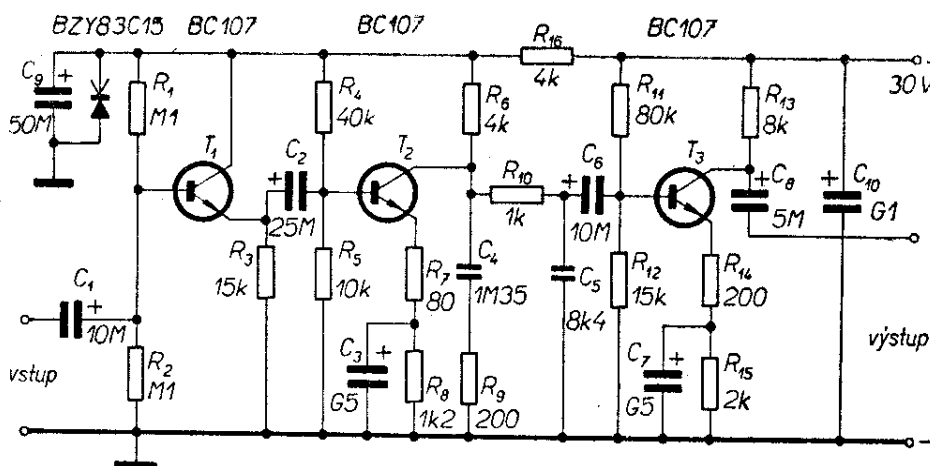 BZY83C15 BC107 BC107 BC107
C9 + 50M
R1 M1
R4 40k
R16 4k
R6 4k
R11 80k
R13 8k
30 V
T1
C2 + 25M
T2
R10 1k
C6 + 10M
T3
C8 + 5M
C10 + G1
C1 + 10M
R3 15k
R5 10k
R7 80
C4 1M35
C5 8k4
R12 15k
R14 200
vstup
R2 M1
C3 + G5
R8 1k2
R9 200
C7 + G5
R15 2k
výstup